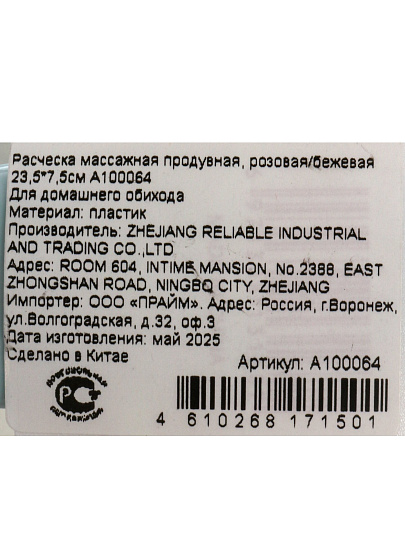 Расческа массажная продувная, розовая/бежевая
23,5*7,5см А100064
Для домашнего обихода
Материал: пластик
Производитель: ZHEJIANG RELIABLE INDUSTRIAL
AND TRADING CO.,LTD
Адрес: ROOM 604, INTIME MANSION, No.2388, EAST
ZHONGSHAN ROAD, NINGBO CITY, ZHEJIANG
Импортер: ООО «ПРАЙМ». Адрес: Россия, г.Воронеж,
ул.Волгоградская, д.32, оф.3
Дата изготовления: май 2025
Сделано в Китае
Артикул: А100064
4 610268 171501